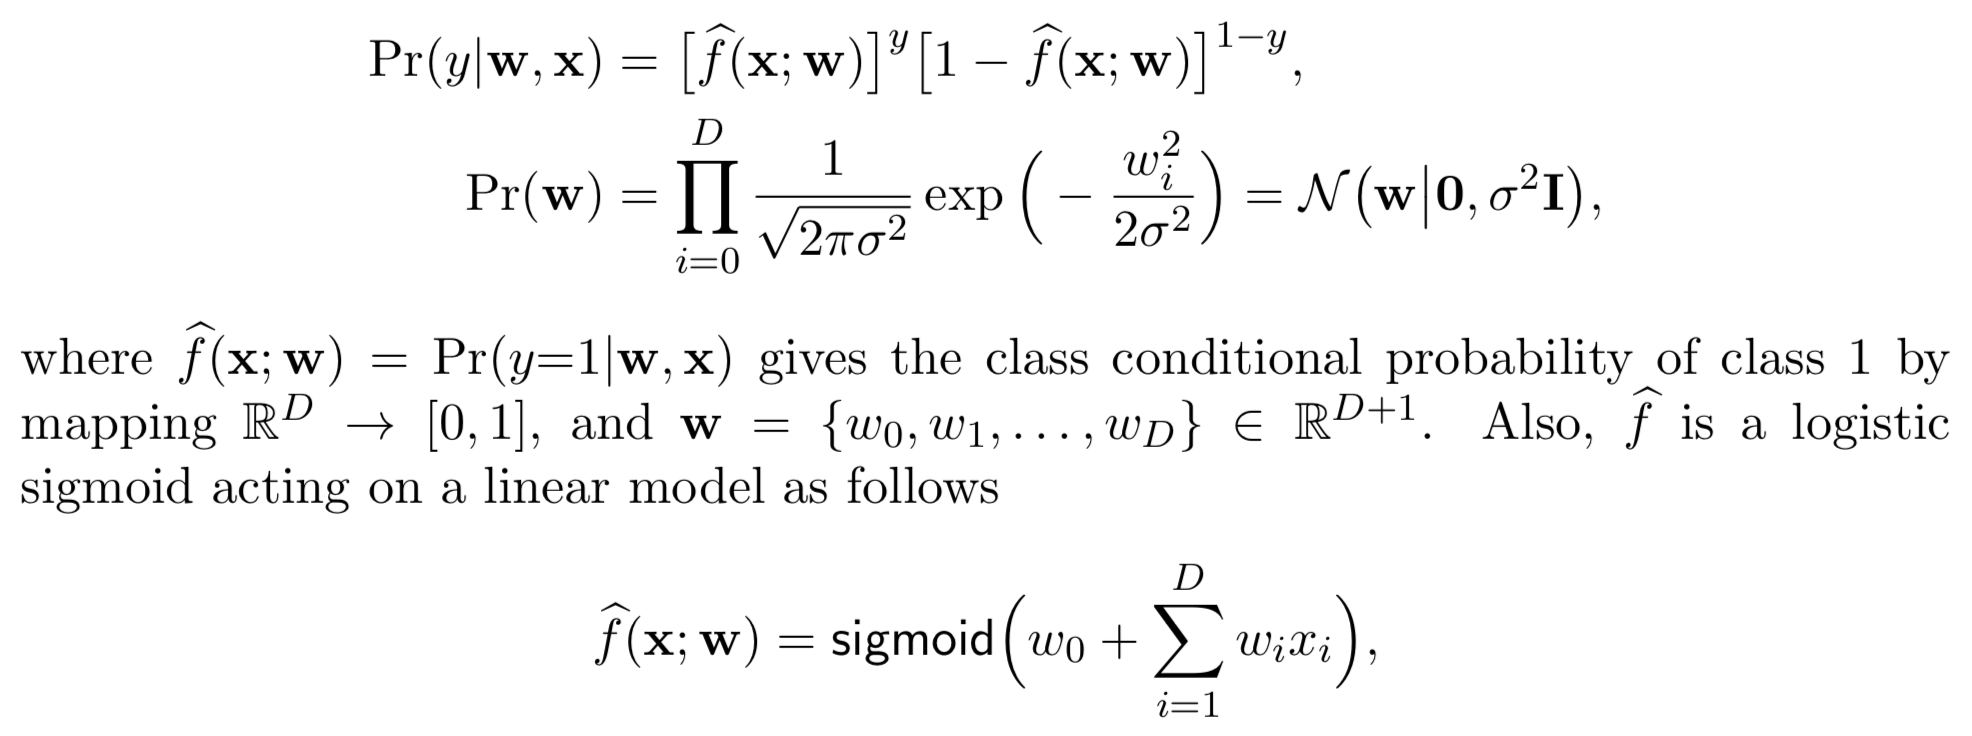 $\Pr(y|\mathbf{w}, \mathbf{x}) = \left[\widehat{f}(\mathbf{x}; \mathbf{w})\right]^{y} \left[1 - \widehat{f}(\mathbf{x}; \mathbf{w})\right]^{1-y},$
$\Pr(\mathbf{w}) = \prod_{i=0}^{D} \frac{1}{\sqrt{2\pi\sigma^2}} \exp\left(-\frac{w_i^2}{2\sigma^2}\right) = \mathcal{N}(\mathbf{w}|\mathbf{0}, \sigma^2\mathbf{I}),$
where $\widehat{f}(\mathbf{x}; \mathbf{w}) = \Pr(y{=}1|\mathbf{w}, \mathbf{x})$ gives the class conditional probability of class 1 by
mapping $\mathbb{R}^D \to [0, 1]$, and $\mathbf{w} = \{w_0, w_1, \ldots, w_D\} \in \mathbb{R}^{D+1}$. Also, $\widehat{f}$ is a logistic
sigmoid acting on a linear model as follows
$\widehat{f}(\mathbf{x}; \mathbf{w}) = \mathsf{sigmoid}\left(w_0 + \sum_{i=1}^{D} w_i x_i\right),$